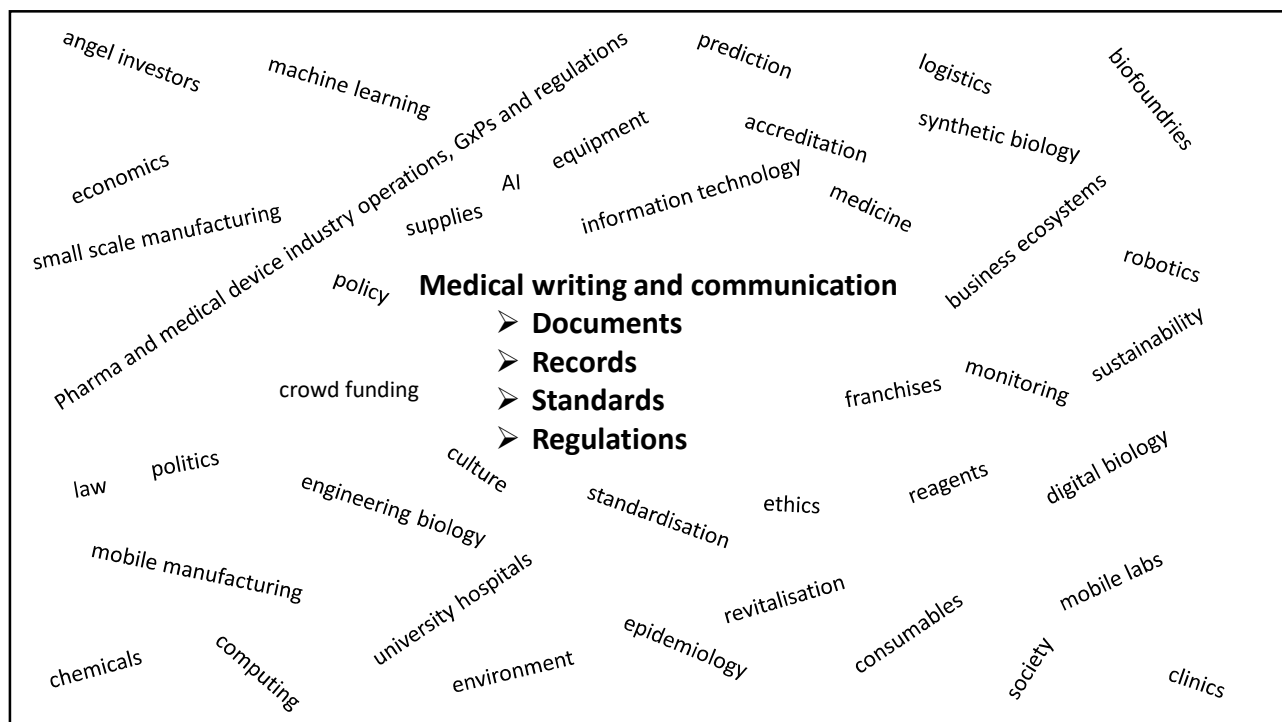 angel investors
machine learning
Pharma and medical device industry operations, GxPs and regulations
prediction
logistics
biofoundries
economics
equipment
accreditation
synthetic biology
AI
small scale manufacturing
supplies
information technology
medicine
business ecosystems
robotics
policy
Medical writing and communication
➢ Documents
➢ Records
➢ Standards
➢ Regulations
sustainability
crowd funding
franchises
monitoring
law
politics
culture
engineering biology
standardisation
ethics
reagents
digital biology
mobile manufacturing
university hospitals
revitalisation
mobile labs
chemicals
computing
environment
epidemiology
consumables
society
clinics